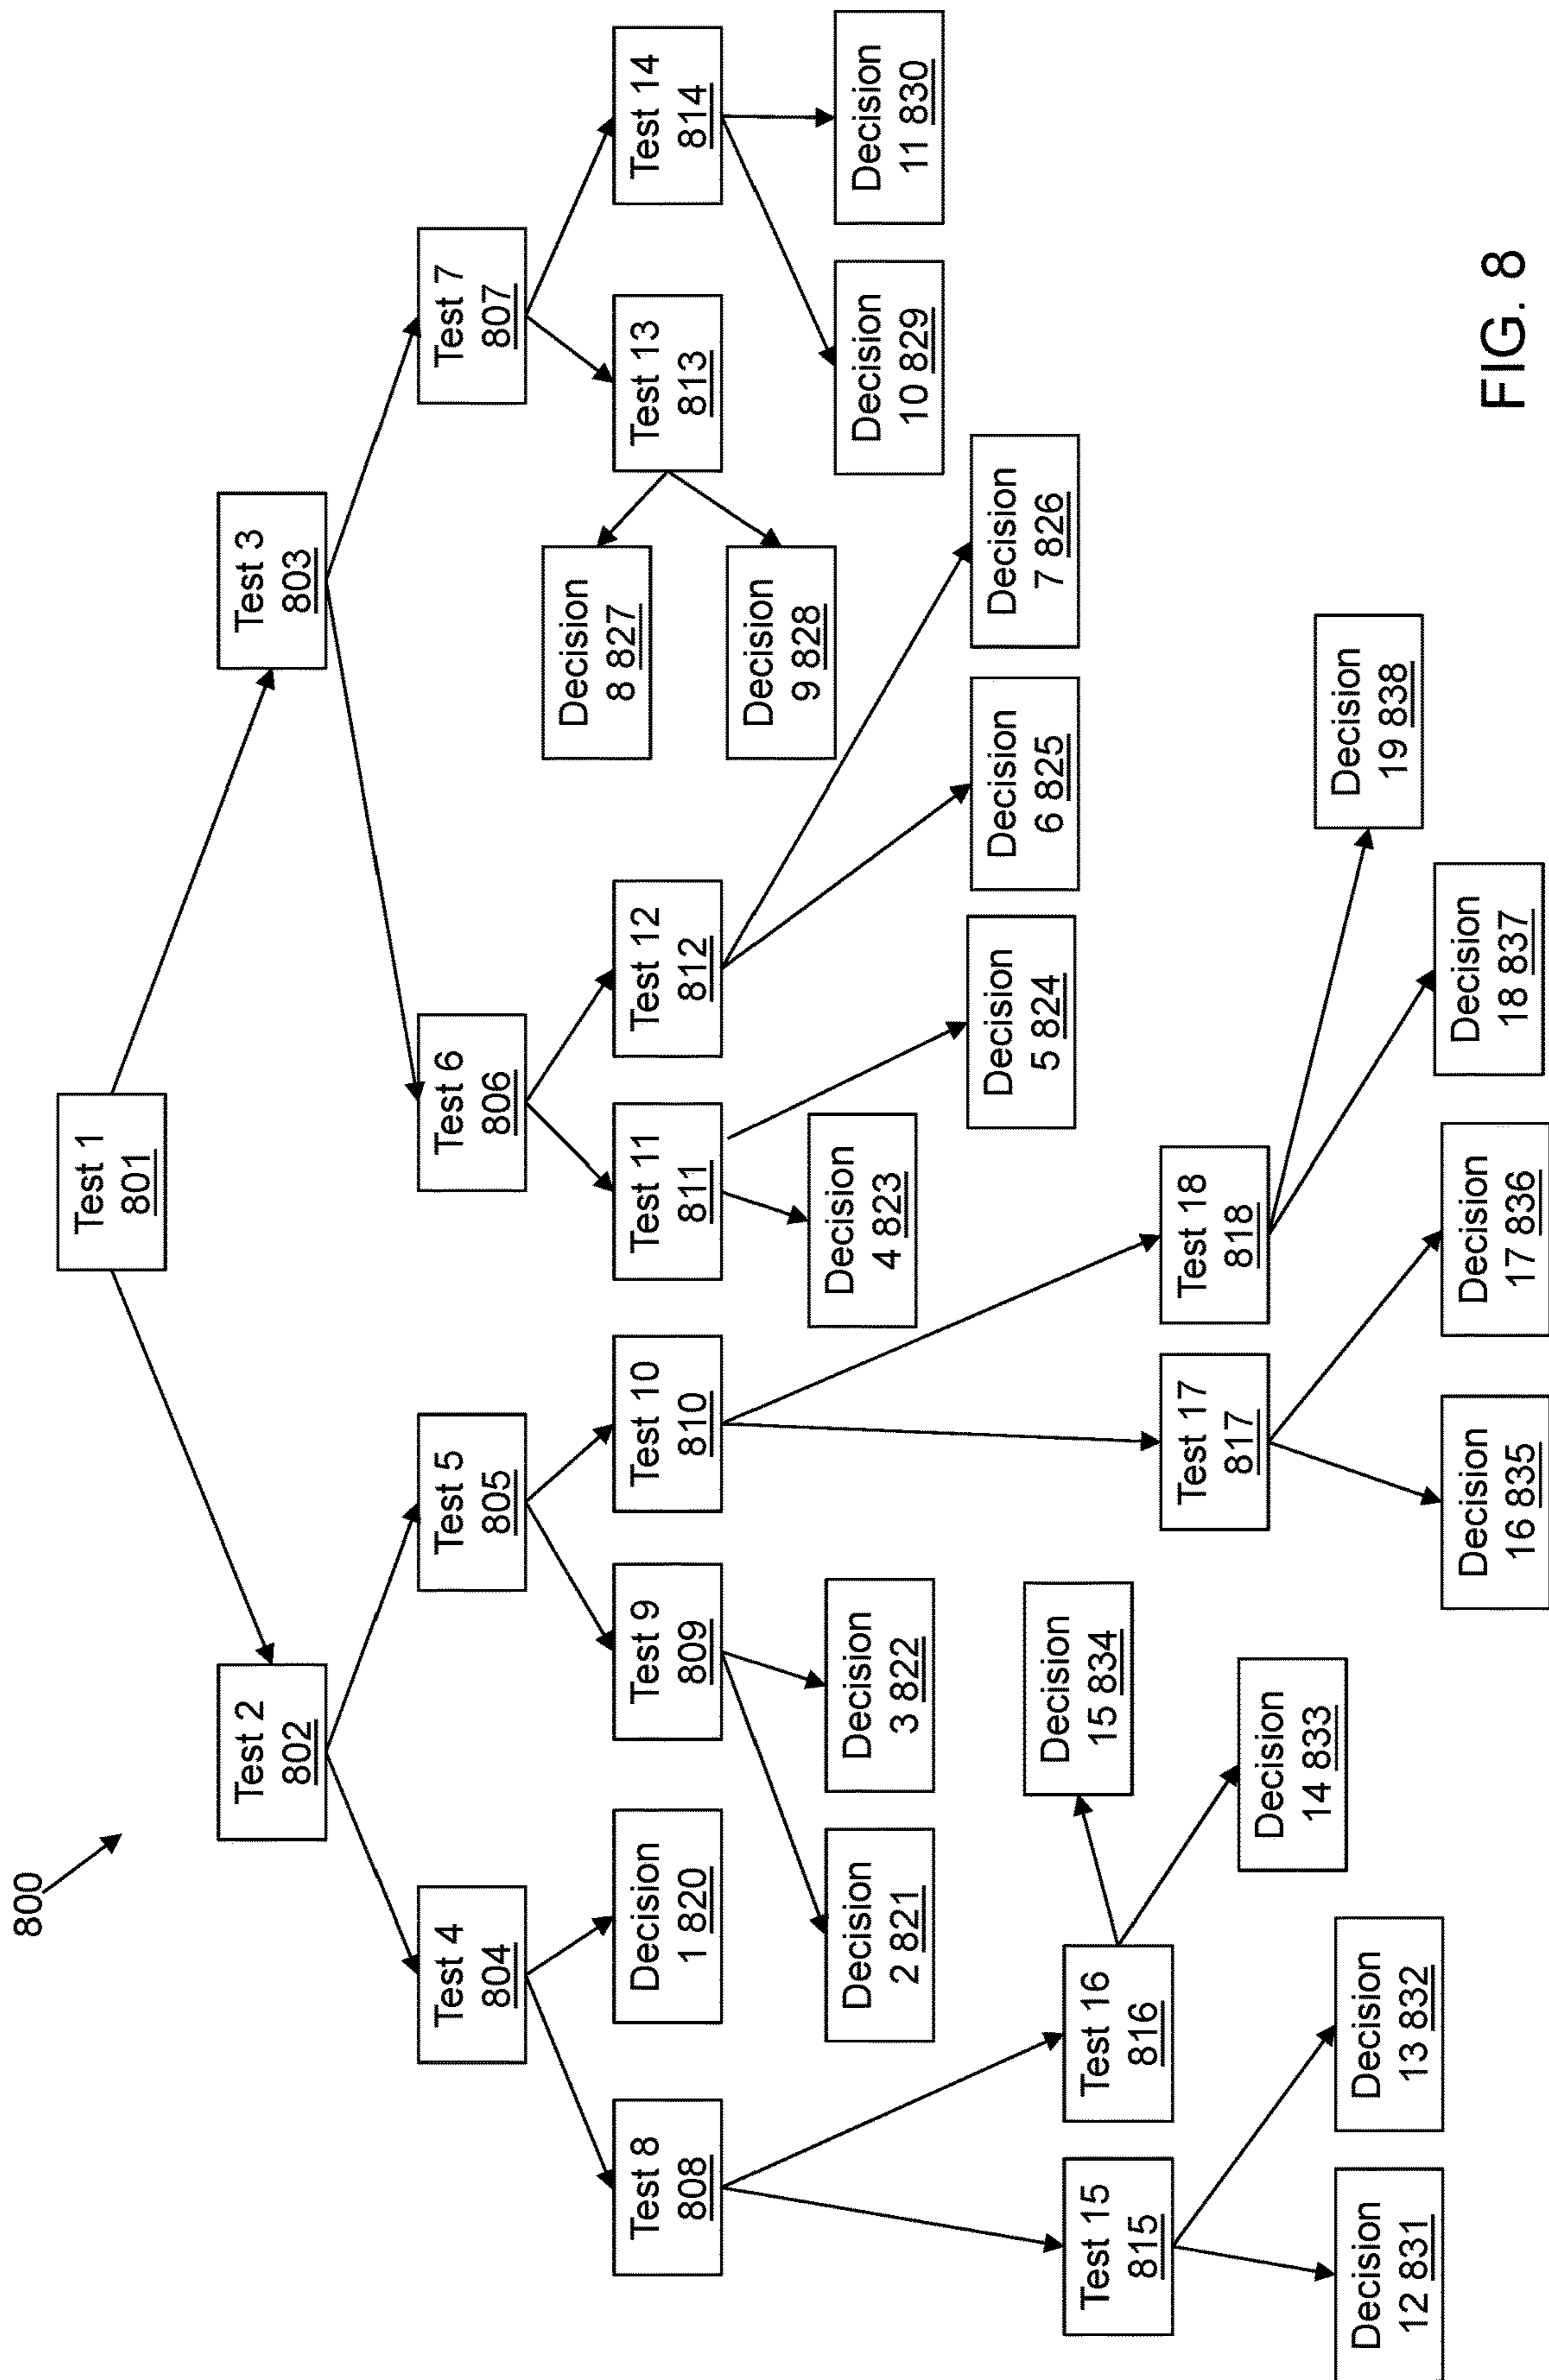 800
Test 1
801
Test 2
802
Test 3
803
Test 4
804
Test 5
805
Test 6
806
Test 7
807
Test 8
808
Decision
1 820
Test 9
809
Test 10
810
Test 11
811
Test 12
812
Test 13
813
Test 14
814
Decision
8 827
Decision
9 828
Decision
2 821
Decision
3 822
Decision
4 823
Decision
5 824
Decision
6 825
Decision
7 826
Decision
10 829
Decision
11 830
Test 15
815
Test 16
816
Decision
15 834
Test 17
817
Test 18
818
Decision
12 831
Decision
13 832
Decision
14 833
Decision
16 835
Decision
17 836
Decision
18 837
Decision
19 838
FIG. 8